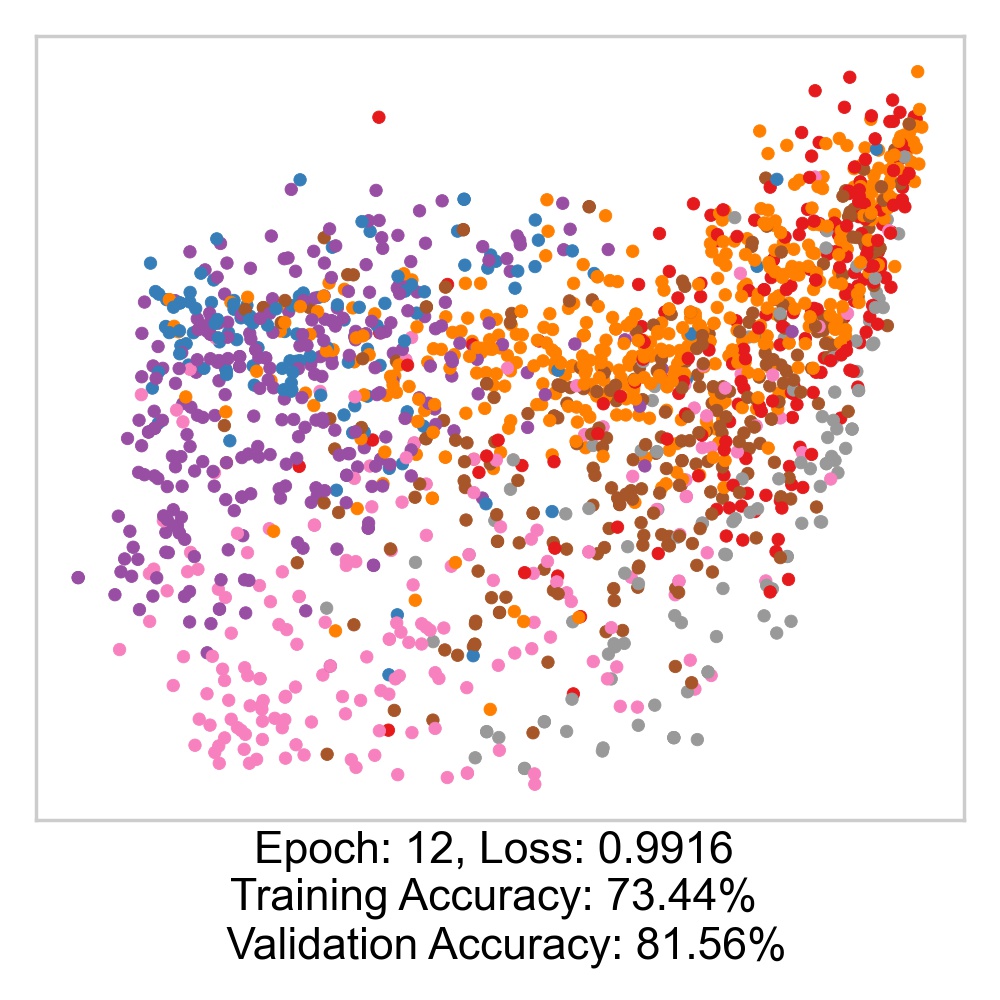 Epoch: 12, Loss: 0.9916
Training Accuracy: 73.44%
Validation Accuracy: 81.56%